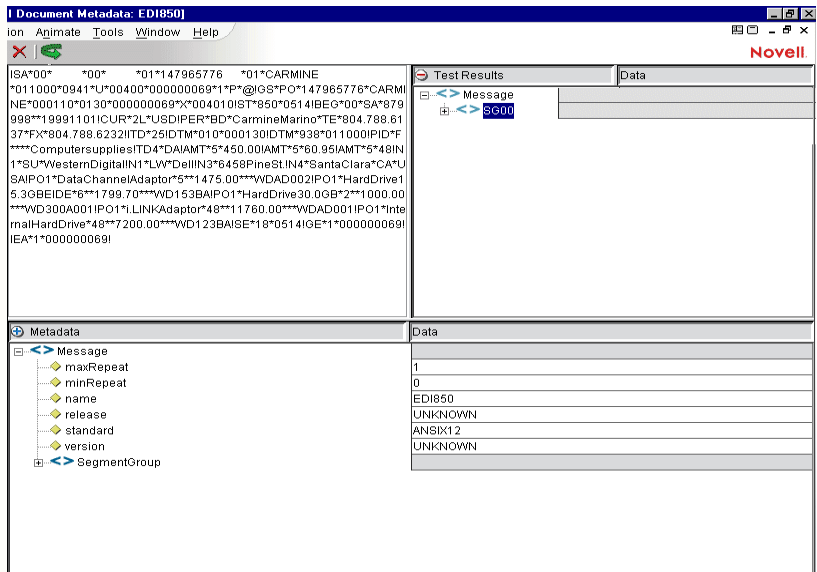 l Document Metadata: EDI850]
ion Animate Tools Window Help
Novell.
ISA*00* *00* *01*147965776 *01*CARMINE
*011000*0941*U*00400*000000069*1*P*@!GS*PO*147965776*CARMI
NE*000110*0130*000000069*X*004010!ST*850*0514!BEG*00*SA*879
998**19991101!CUR*2L*USD!PER*BD*CarmineMarino*TE*804.788.61
37*FX*804.788.6232!ITD*25!DTM*010*000130!DTM*938*011000!PID*F
****Computersupplies!TD4*DA!AMT*5*450.00!AMT*5*60.95!AMT*5*48!N
1*SU*WesternDigital!N1*LW*Dell!N3*6458PineSt.!N4*SantaClara*CA*U
SA!PO1*DataChannelAdaptor*5**1475.00***WDAD002!PO1*HardDrive1
5.3GBEIDE*6**1799.70***WD153BA!PO1*HardDrive30.0GB*2**1000.00
***WD300A001!PO1*i.LINKAdaptor*48**11760.00***WDAD001!PO1*Inte
rnalHardDrive*48**7200.00***WD123BA!SE*18*0514!GE*1*000000069!
IEA*1*000000069!
Test Results Data
Message
SG00
Metadata Data
Message
maxRepeat 1
minRepeat 0
name EDI850
release UNKNOWN
standard ANSIX12
version UNKNOWN
SegmentGroup